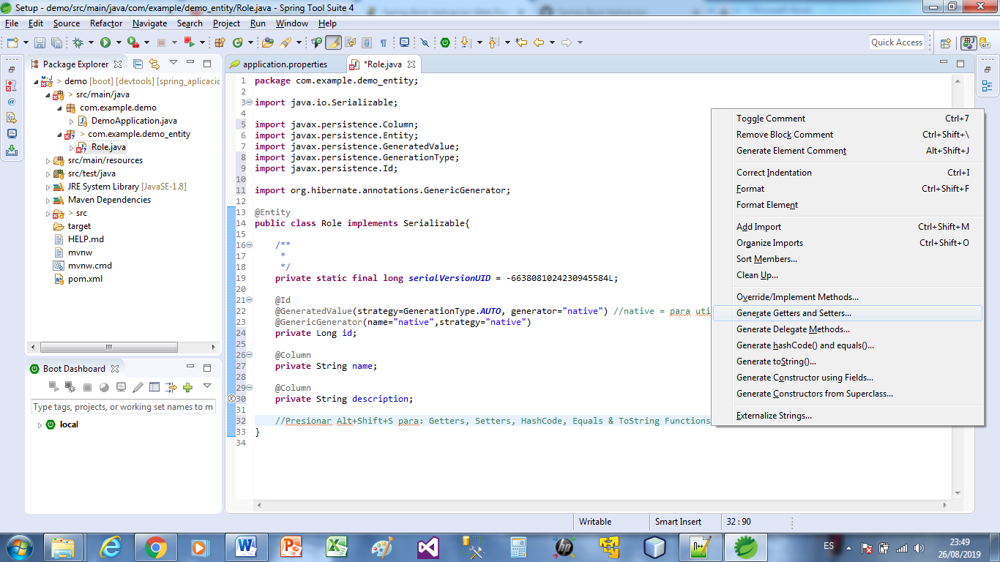 Setup - demo/src/main/java/com/example/demo_entity/Role.java - Spring Tool Suite 4
File Edit Source Refactor Navigate Search Project Run Window Help
Quick Access
Package Explorer
> demo [boot] [devtools] [spring_aplicacic
> src/main/java
com.example.demo
DemoApplication.java
> com.example.demo_entity
Role.java
src/main/resources
src/test/java
JRE System Library [JavaSE-1.8]
Maven Dependencies
> src
target
HELP.md
mvnw
mvnw.cmd
pom.xml
Boot Dashboard
Type tags, projects, or working set names to m
local
application.properties
*Role.java
1 package com.example.demo_entity;
2
3 import java.io.Serializable;
4
5 import javax.persistence.Column;
6 import javax.persistence.Entity;
7 import javax.persistence.GeneratedValue;
8 import javax.persistence.GenerationType;
9 import javax.persistence.Id;
10
11 import org.hibernate.annotations.GenericGenerator;
12
13 @Entity
14 public class Role implements Serializable{
15
16 /**
17 *
18 */
19 private static final long serialVersionUID = -6638081024230945584L;
20
21 @Id
22 @GeneratedValue(strategy=GenerationType.AUTO, generator="native") //native = para uti
23 @GenericGenerator(name="native",strategy="native")
24 private Long id;
25
26 @Column
27 private String name;
28
29 @Column
30 private String description;
31
32 //Presionar Alt+Shift+S para: Getters, Setters, HashCode, Equals & ToString Functions
33 }
34
Toggle Comment Ctrl+7
Remove Block Comment Ctrl+Shift+\
Generate Element Comment Alt+Shift+J
Correct Indentation Ctrl+I
Format Ctrl+Shift+F
Format Element
Add Import Ctrl+Shift+M
Organize Imports Ctrl+Shift+O
Sort Members...
Clean Up...
Override/Implement Methods...
Generate Getters and Setters...
Generate Delegate Methods...
Generate hashCode() and equals()...
Generate toString()...
Generate Constructor using Fields...
Generate Constructors from Superclass...
Externalize Strings...
Writable
Smart Insert
32 : 90
ES
23:49
26/08/2019